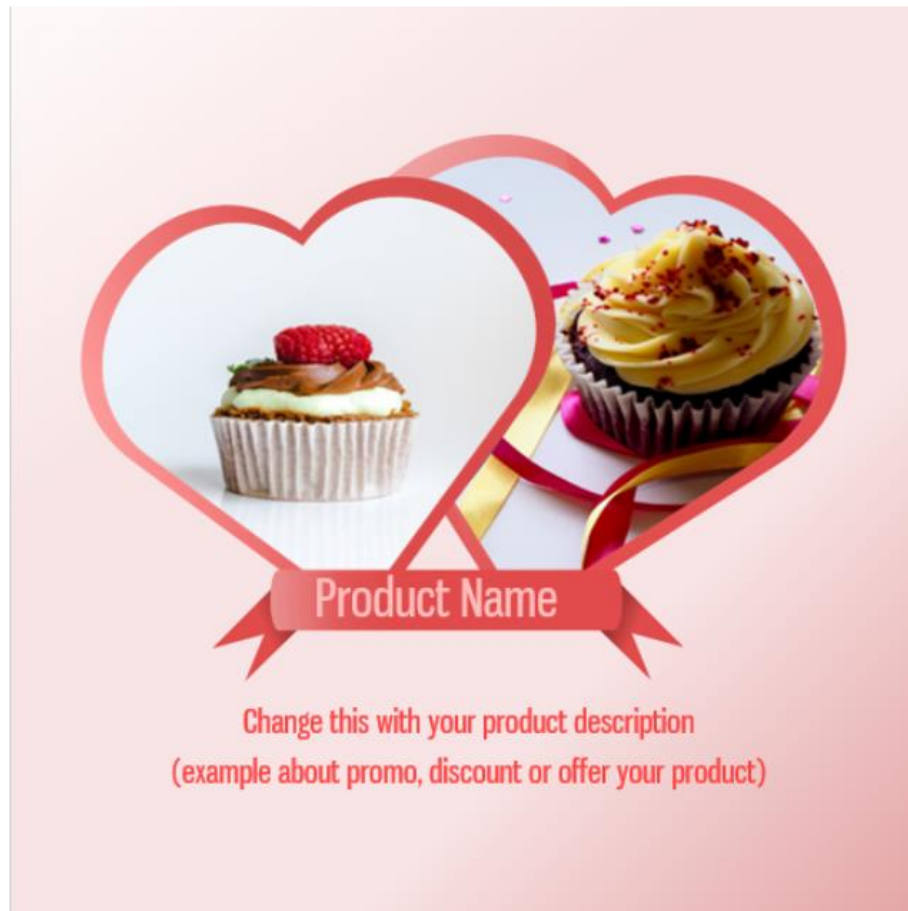 Product Name
Change this with your product description
(example about promo, discount or offer your product)